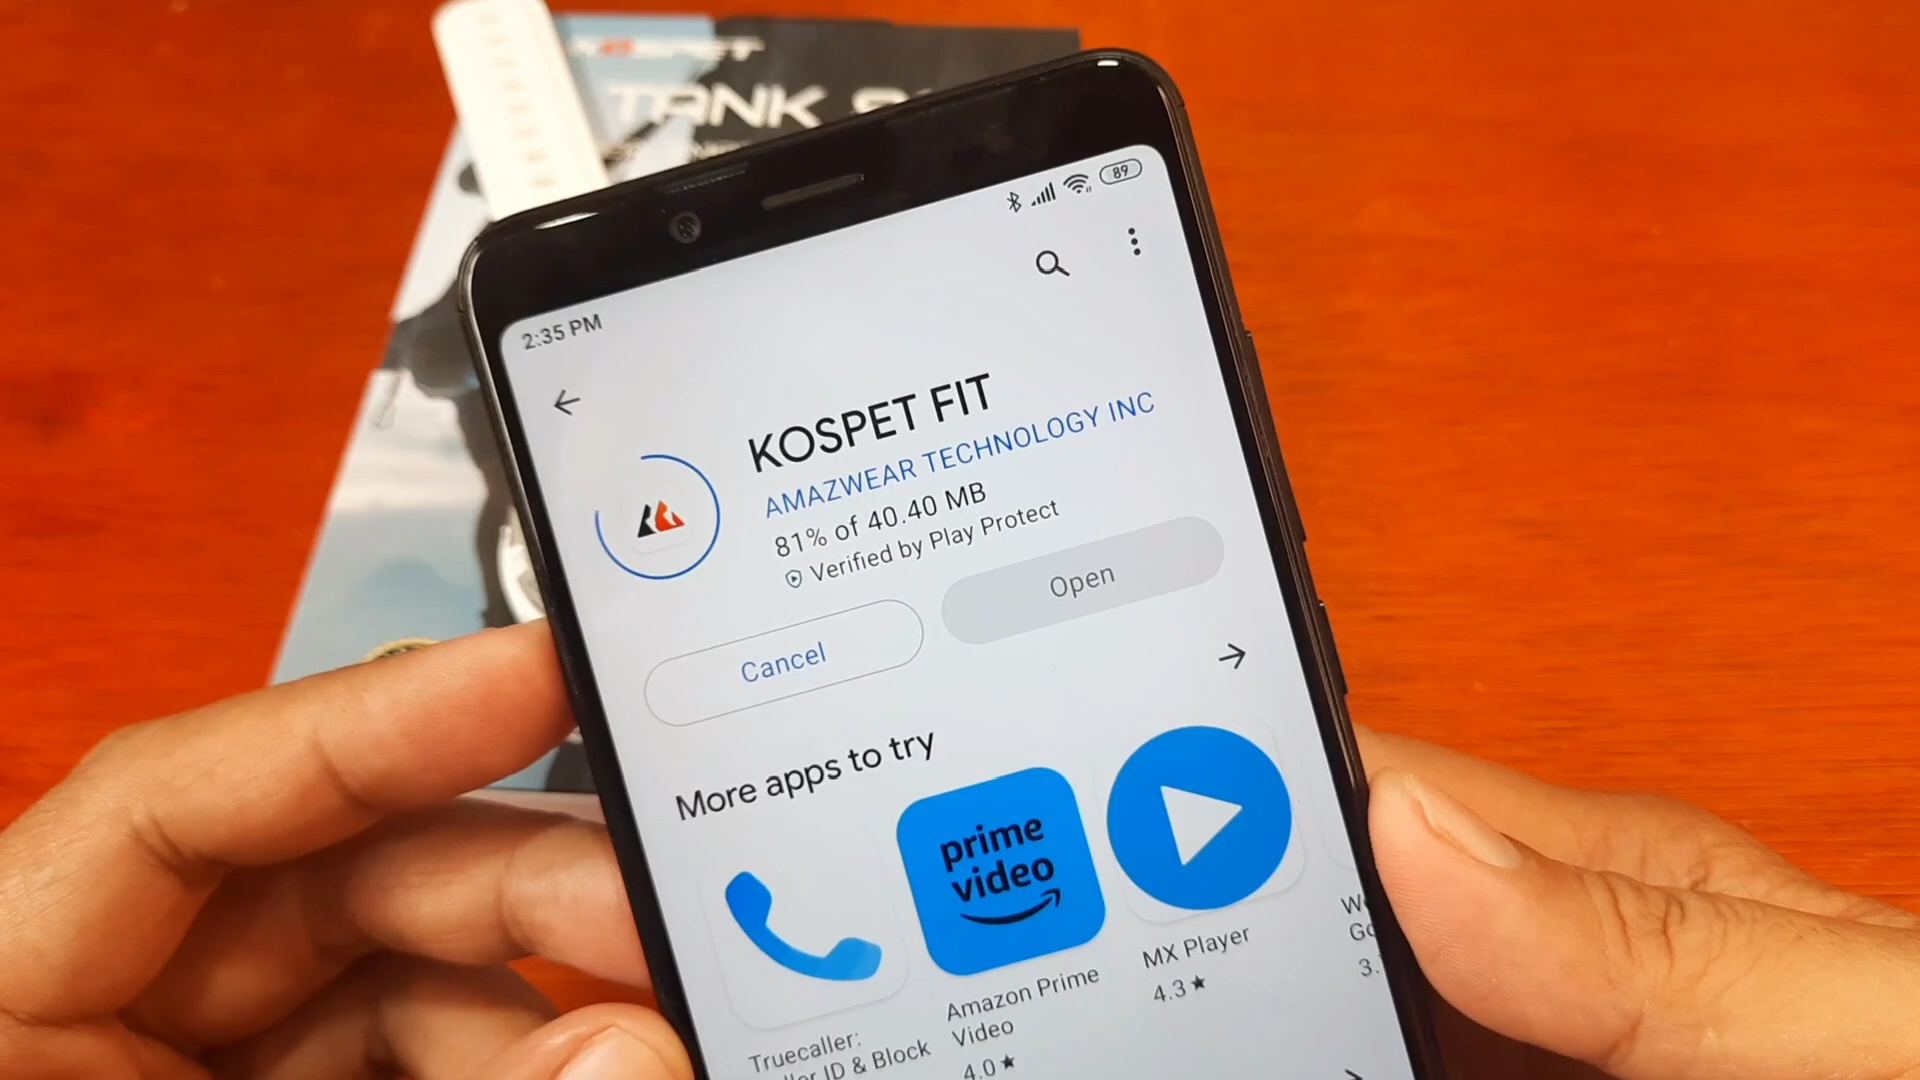 KOSPET
TANK
89
2:35 PM
KOSPET FIT
AMAZWEAR TECHNOLOGY INC
81% of 40.40 MB
Verified by Play Protect
Cancel
Open
More apps to try
prime
video
Truecaller:
ID & Block
Amazon Prime
Video
4.0★
MX Player
4.3★